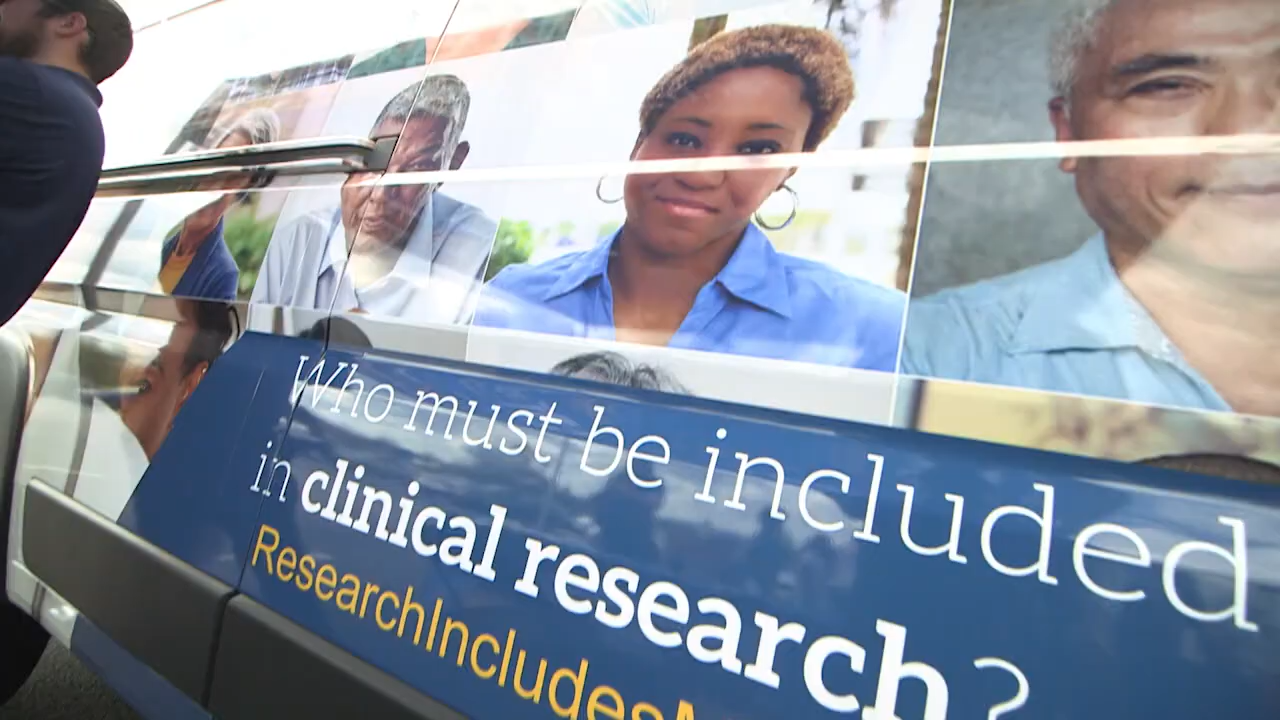 Who must be included
in clinical research?
ResearchIncludes